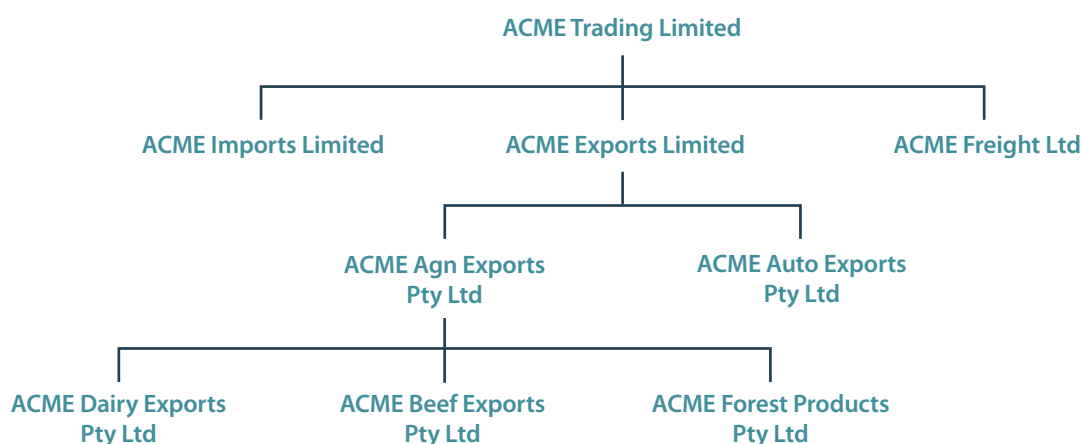 ACME Trading Limited
ACME Imports Limited
ACME Exports Limited
ACME Freight Ltd
ACME Agn Exports
Pty Ltd
ACME Auto Exports
Pty Ltd
ACME Dairy Exports
Pty Ltd
ACME Beef Exports
Pty Ltd
ACME Forest Products
Pty Ltd